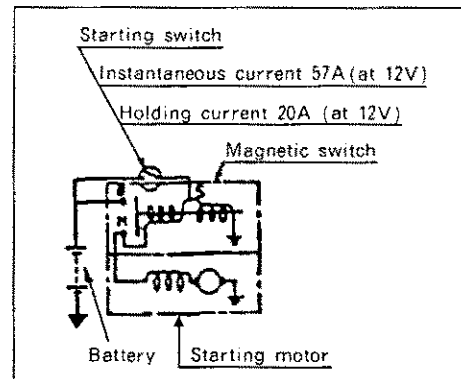 Starting switch
Instantaneous current 57A (at 12V)
Holding current 20A (at 12V)
Magnetic switch
B
M
Battery
Starting motor